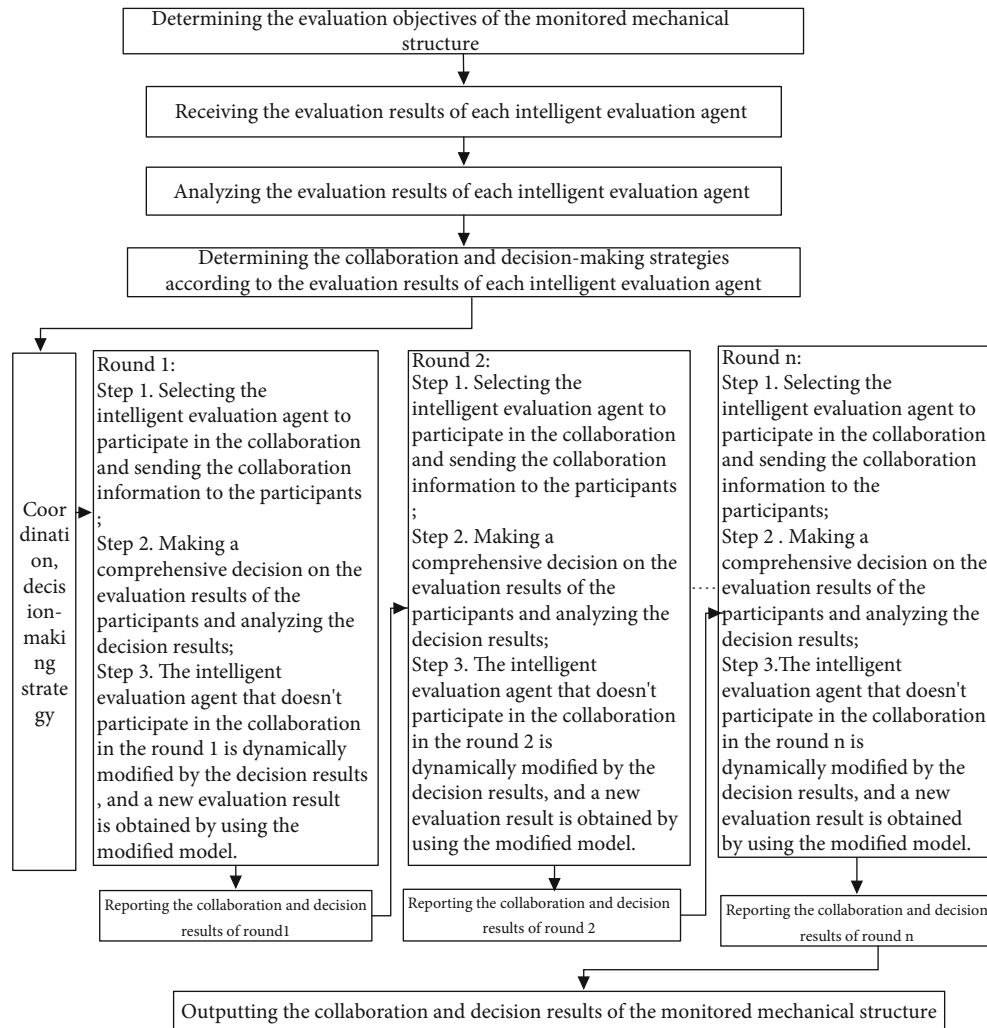 Determining the evaluation objectives of the monitored mechanical
structure
Receiving the evaluation results of each intelligent evaluation agent
Analyzing the evaluation results of each intelligent evaluation agent
Determining the collaboration and decision-making strategies
according to the evaluation results of each intelligent evaluation agent
Coor
dinati
on,
decis
ion-
maki
ng
strate
gy
Round 1:
Step 1. Selecting the
intelligent evaluation agent to
participate in the collaboration
and sending the collaboration
information to the participants
;
Step 2. Making a
comprehensive decision on the
evaluation results of the
participants and analyzing the
decision results;
Step 3. The intelligent
evaluation agent that doesn't
participate in the collaboration
in the round 1 is dynamically
modified by the decision results
, and a new evaluation result
is obtained by using the
modified model.
Reporting the collaboration and decision
results of round1
Round 2:
Step 1. Selecting the
intelligent evaluation agent to
participate in the collaboration
and sending the collaboration
information to the participants
;
Step 2. Making a
comprehensive decision on the
evaluation results of the
participants and analyzing the
decision results;
Step 3. The intelligent
evaluation agent that doesn't
participate in the collaboration
in the round 2 is
dynamically modified by the
decision results, and a new
evaluation result is obtained by
using the modified model.
Reporting the collaboration and decision
results of round 2
Round n:
Step 1. Selecting the
intelligent evaluation agent to
participate in the collaboration
and sending the collaboration
information to the
participants;
Step 2 . Making a
comprehensive decision on the
evaluation results of the
participants and analyzing the
decision results;
Step 3.The intelligent
evaluation agent that doesn't
participate in the collaboration
in the round n is
dynamically modified by the
decision results, and a new
evaluation result is obtained
by using the modified model.
Reporting the collaboration and decision
results of round n
Outputting the collaboration and decision results of the monitored mechanical structure